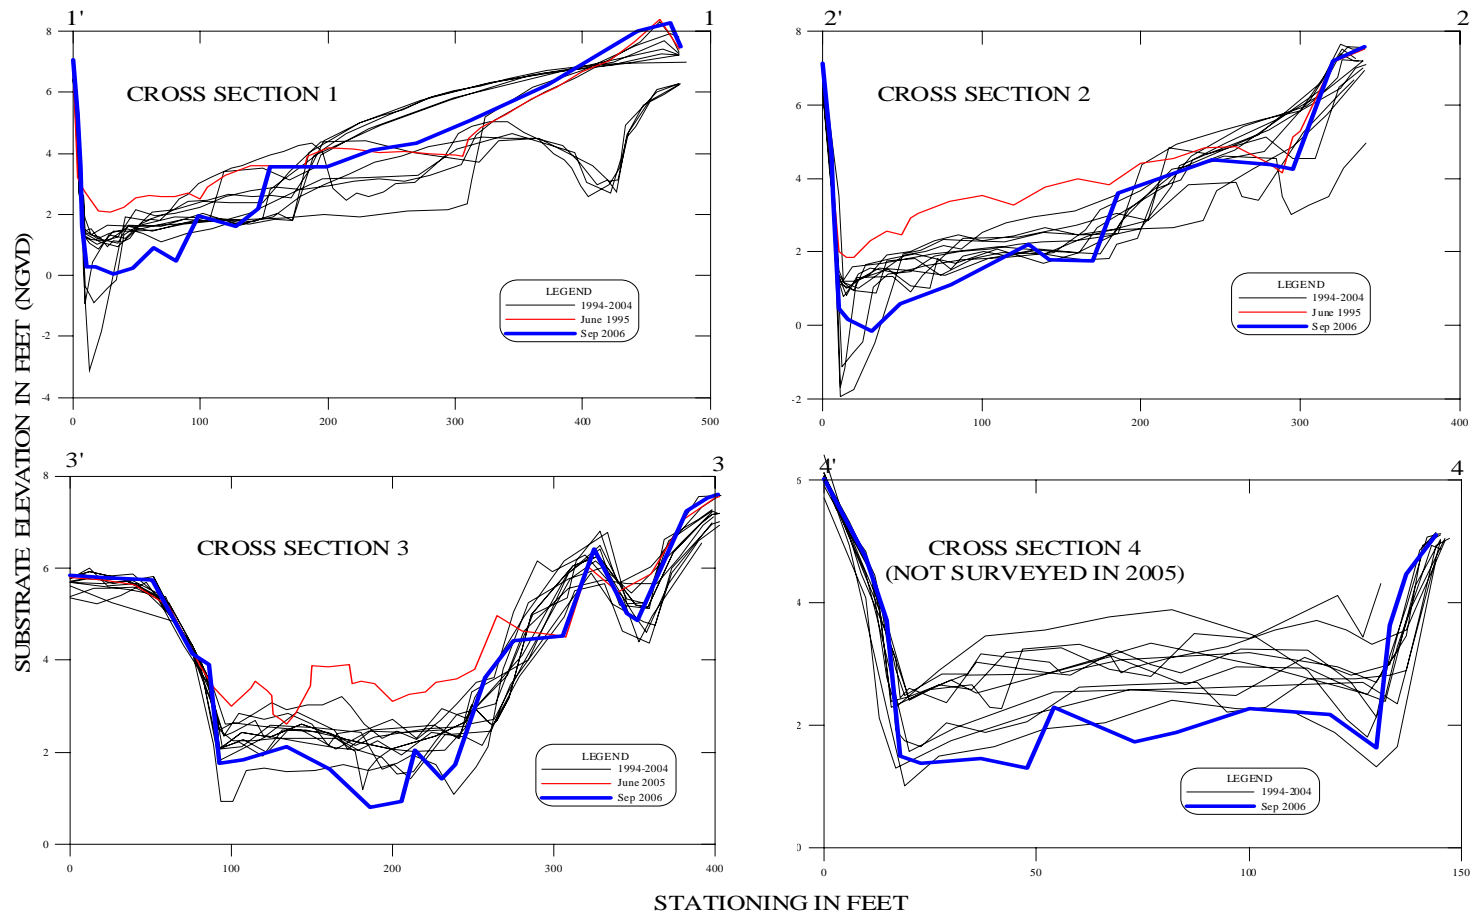 1' 1
8
6
4
2
0
-2
-4
0 100 200 300 400 500
CROSS SECTION 1
LEGEND
1994-2004
June 1995
Sep 2006
2' 2
8
6
4
2
0
-2
0 100 200 300 400
CROSS SECTION 2
LEGEND
1994-2004
June 1995
Sep 2006
SUBSTRATE ELEVATION IN FEET (NGVD)
3' 3
8
6
4
2
0
0 100 200 300 400
CROSS SECTION 3
LEGEND
1994-2004
June 2005
Sep 2006
4' 4
6
4
2
0
0 50 100 150
CROSS SECTION 4
(NOT SURVEYED IN 2005)
LEGEND
1994-2004
Sep 2006
STATIONING IN FEET